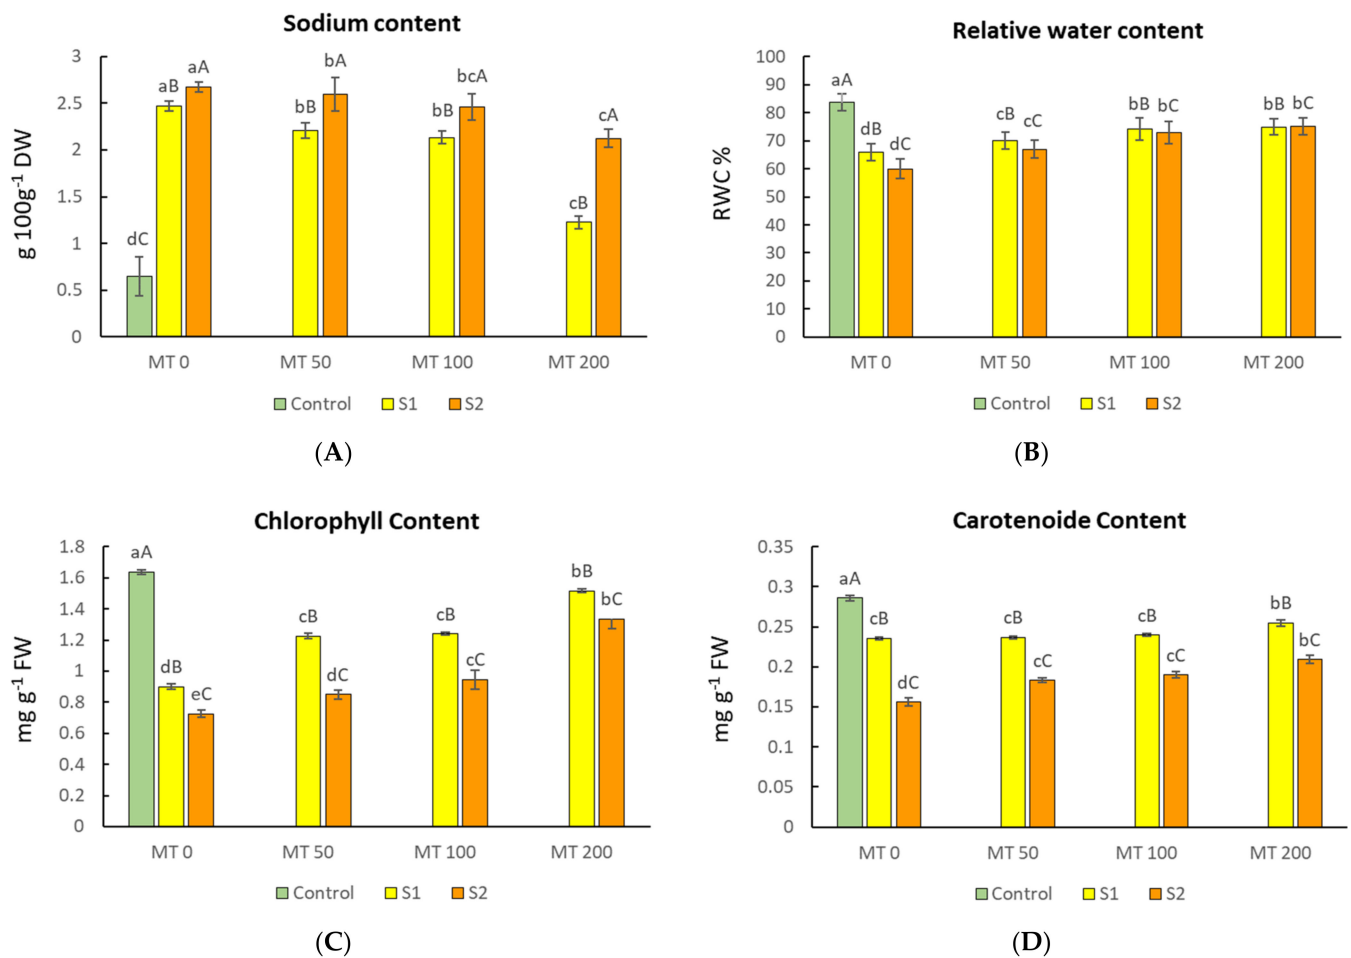 Sodium content
3
2.5
2
1.5
1
0.5
0
g 100g⁻¹ DW
dC
aB
aA
bB
bA
bB
bcA
cB
cA
MT 0
MT 50
MT 100
MT 200
Control S1 S2
(A)
Relative water content
100
90
80
70
60
50
40
30
20
10
0
RWC %
aA
dB
dC
cB
cC
bB
bC
bB
bC
MT 0
MT 50
MT 100
MT 200
Control S1 S2
(B)
Chlorophyll Content
1.8
1.6
1.4
1.2
1
0.8
0.6
0.4
0.2
0
mg g⁻¹ FW
aA
dB
eC
cB
dC
cB
cC
bB
bC
MT 0
MT 50
MT 100
MT 200
Control S1 S2
(C)
Carotenoide Content
0.35
0.3
0.25
0.2
0.15
0.1
0.05
0
mg g⁻¹ FW
aA
cB
dC
cB
cC
cB
cC
bB
bC
MT 0
MT 50
MT 100
MT 200
Control S1 S2
(D)